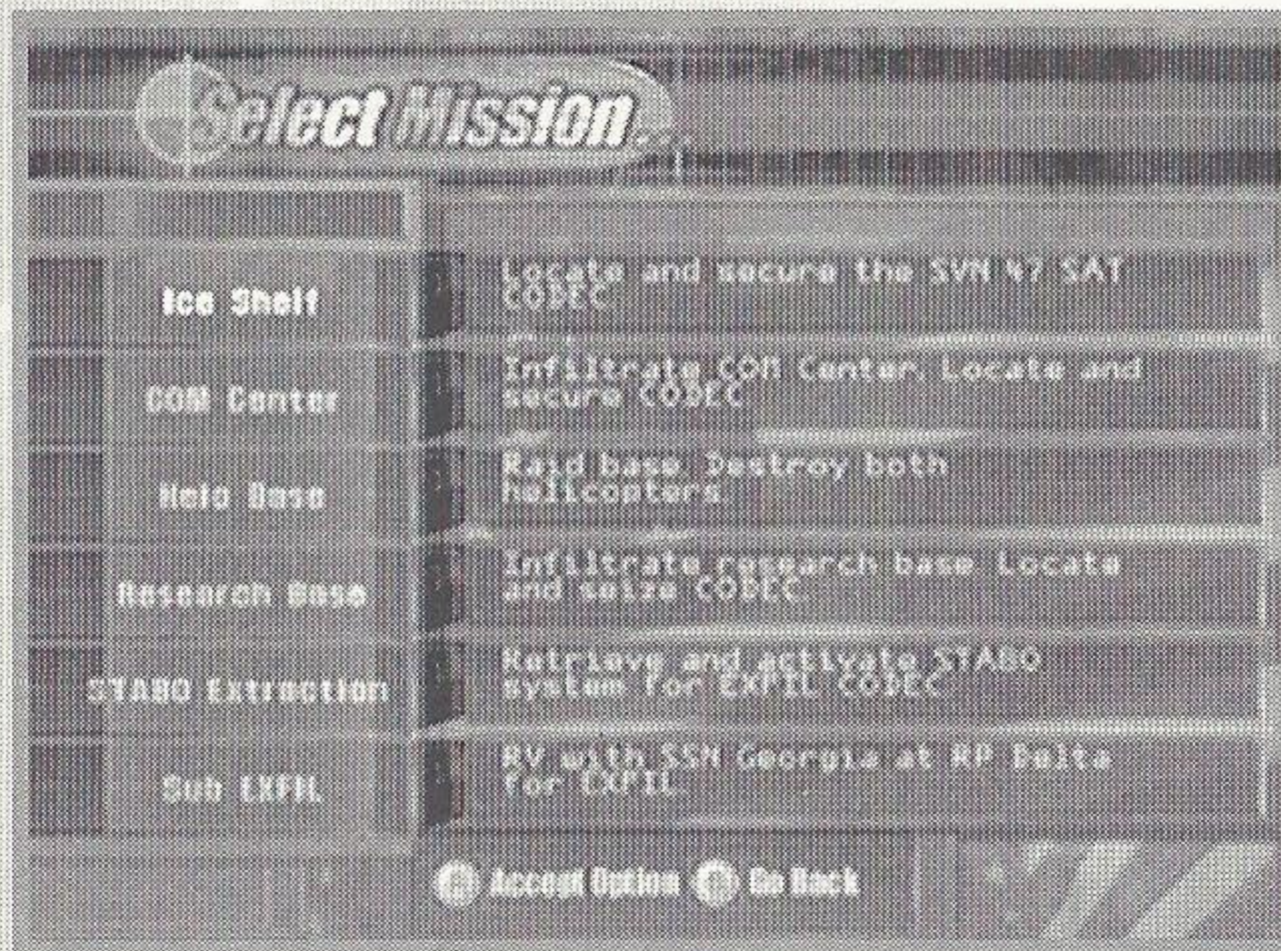 Select Mission...
Ice Shelf
Locate and secure the SVN 47 SAT
CODEC
COM Center
Infiltrate COM Center. Locate and
secure CODEC
Helo Base
Raid base. Destroy both
helicopters.
Research Base
Infiltrate research base. Locate
and seize CODEC
STABO Extraction
Retrieve and activate STABO
system for EXFIL CODEC
Sub EXFIL
RV with SSN Georgia at RP Delta
for EXFIL
Accept Option Go Back